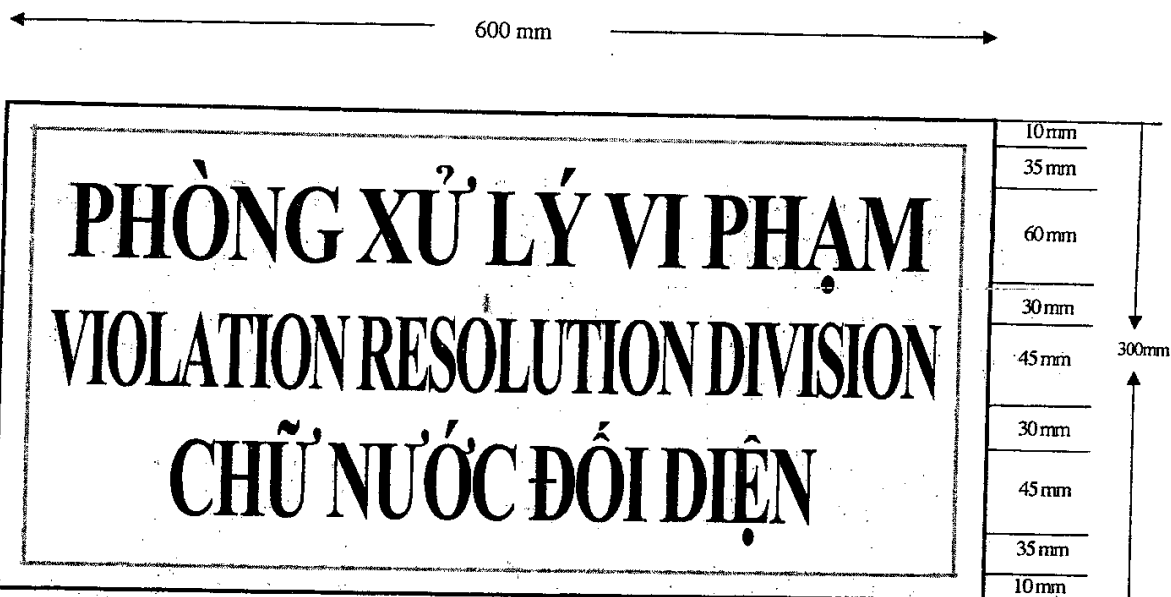 600 mm
PHÒNG XỬ LÝ VI PHẠM
VIOLATION RESOLUTION DIVISION
CHỮ NƯỚC ĐỐI DIỆN
10 mm
35 mm
60 mm
30 mm
45 mm
30 mm
45 mm
35 mm
10 mm
300mm